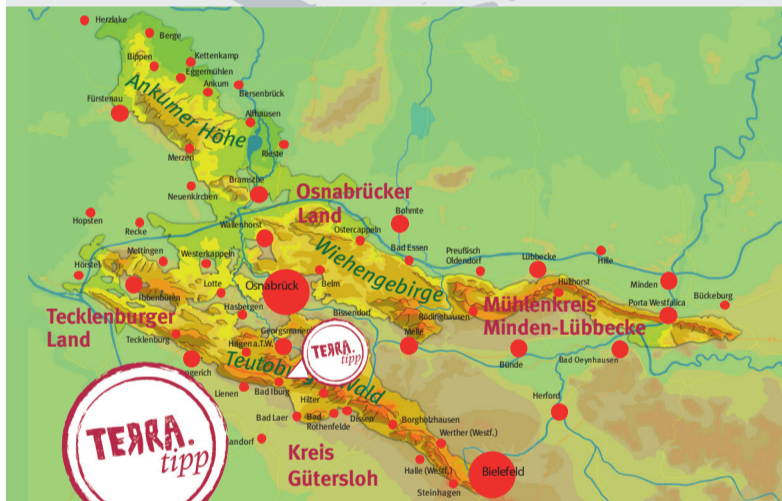 Herzlake
Berge
Bippen
Kettenkamp
Eggermühlen
Ankum
Bersenbrück
Fürstenau
Ankumer Höhe
Alfhausen
Rieste
Merzen
Neuenkirchen
Bramsche
Osnabrücker
Land
Hopsten
Recke
Wallenhorst
Bohmte
Ostercappeln
Bad Essen
Mettingen
Westerkappeln
Wiehengebirge
Preußisch
Oldendorf
Lübbecke
Hille
Hörstel
Ibbenbüren
Lotte
Osnabrück
Belm
Hüllhorst
Minden
Porta Westfalica
Bückeburg
Hasbergen
Bissendorf
Rödinghausen
Mühlenkreis
Minden-Lübbecke
Tecklenburger
Land
Tecklenburg
Hagen a.T.W.
Melle
TERRA.
tipp
Bünde
Bad Oeynhausen
Lienen
Bad Iburg
Hilter
Herford
Bad Laer
Bad
Rothenfelde
Dissen
Borgholzhausen
Werther (Westf.)
TERRA.
tipp
Kreis
Gütersloh
Halle (Westf.)
Bielefeld
Steinhagen